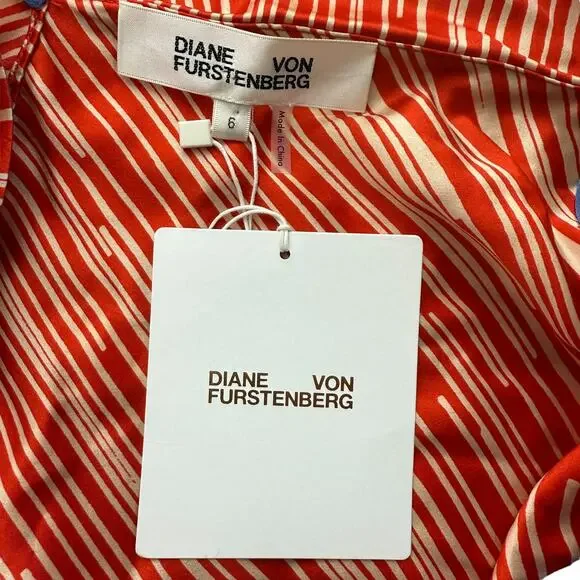 DIANE VON
FURSTENBERG
6
Made In China
DIANE VON
FURSTENBERG